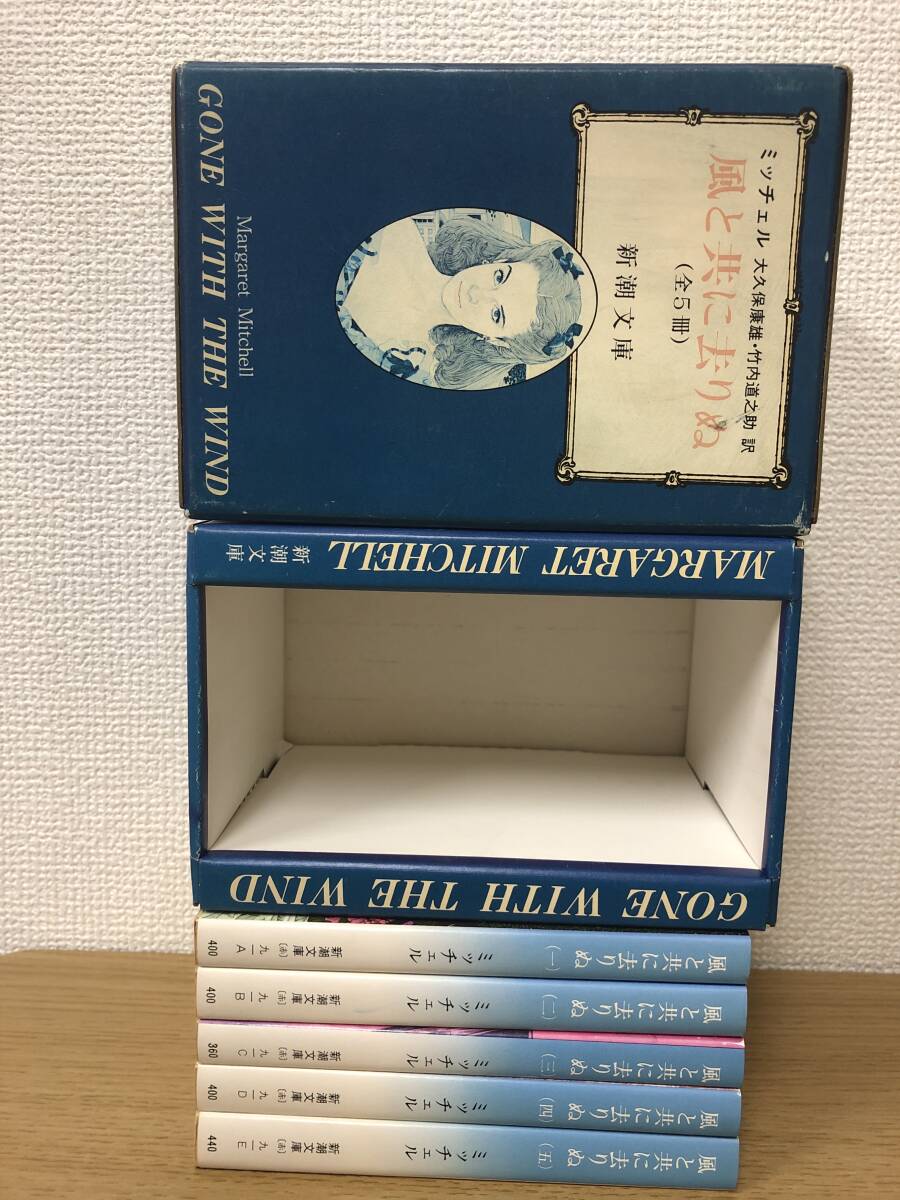 GONE WITH THE WIND
Margaret Mitchell
ミッチェル 大久保康雄・竹内道之助 訳
風と共に去りぬ
(全5冊)
新潮文庫
MARGARET MITCHELL 新潮文庫
GONE WITH THE WIND
風と共に去りぬ (一) ミッチェル 新潮文庫 〔赤〕 九一 A 400
風と共に去りぬ (二) ミッチェル 新潮文庫 〔赤〕 九一 B 400
風と共に去りぬ (三) ミッチェル 新潮文庫 〔赤〕 九一 C 360
風と共に去りぬ (四) ミッチェル 新潮文庫 〔赤〕 九一 D 400
風と共に去りぬ (五) ミッチェル 新潮文庫 〔赤〕 九一 E 440